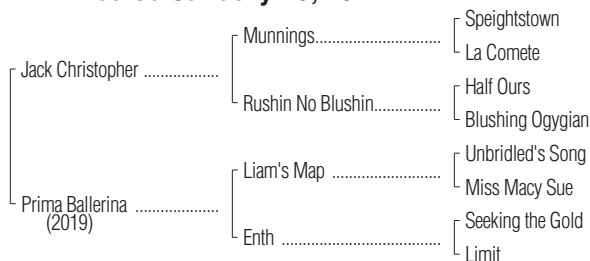 Speightstown
Munnings
La Comete
Jack Christopher
Half Ours
Rushin No Blushin
Blushing Ogygian
Unbridled's Song
Liam's Map
Miss Macy Sue
Prima Ballerina
(2019)
Seeking the Gold
Enth
Limit